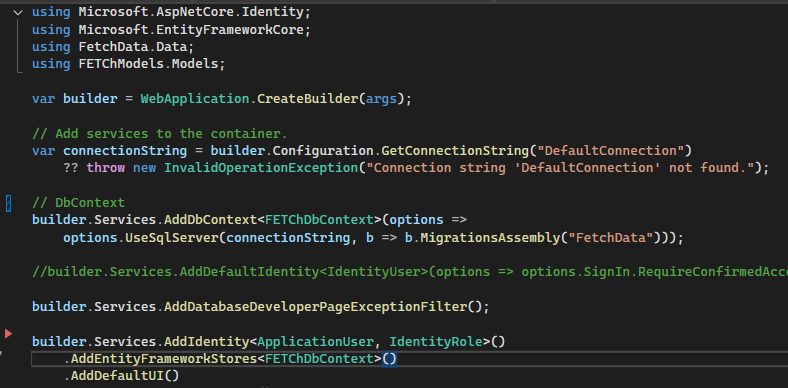 using Microsoft.AspNetCore.Identity;
using Microsoft.EntityFrameworkCore;
using FetchData.Data;
using FETChModels.Models;
var builder = WebApplication.CreateBuilder(args);
// Add services to the container.
var connectionString = builder.Configuration.GetConnectionString("DefaultConnection")
?? throw new InvalidOperationException("Connection string 'DefaultConnection' not found.");
// DbContext
builder.Services.AddDbContext<FETChDbContext>(options =>
options.UseSqlServer(connectionString, b => b.MigrationsAssembly("FetchData")));
//builder.Services.AddDefaultIdentity<IdentityUser>(options => options.SignIn.RequireConfirmedAcc
builder.Services.AddDatabaseDeveloperPageExceptionFilter();
builder.Services.AddIdentity<ApplicationUser, IdentityRole>()
.AddEntityFrameworkStores<FETChDbContext>()
.AddDefaultUI()